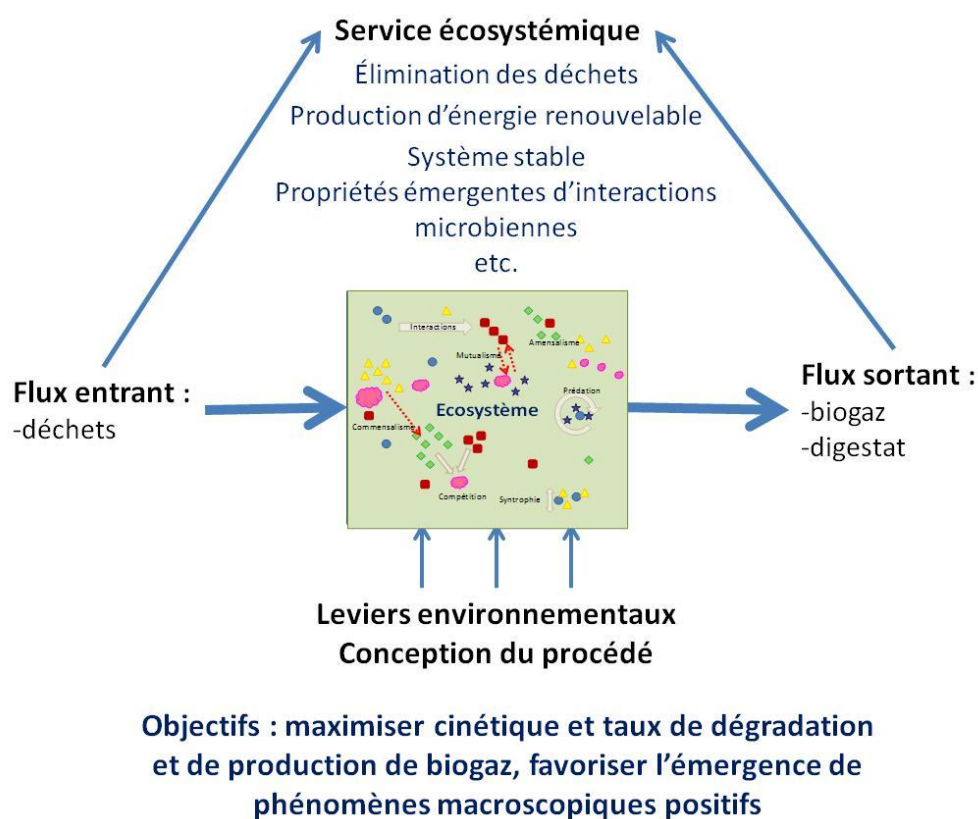 Service écosystémique
Élimination des déchets
Production d'énergie renouvelable
Système stable
Propriétés émergentes d'interactions
microbiennes
etc.
Interactions
Amensalisme
Mutualisme
Prédation
Ecosystème
Commensalisme
Compétition
Syntrophie
Flux entrant :
-déchets
Flux sortant :
-biogaz
-digestat
Leviers environnementaux
Conception du procédé
Objectifs : maximiser cinétique et taux de dégradation
et de production de biogaz, favoriser l'émergence de
phénomènes macroscopiques positifs